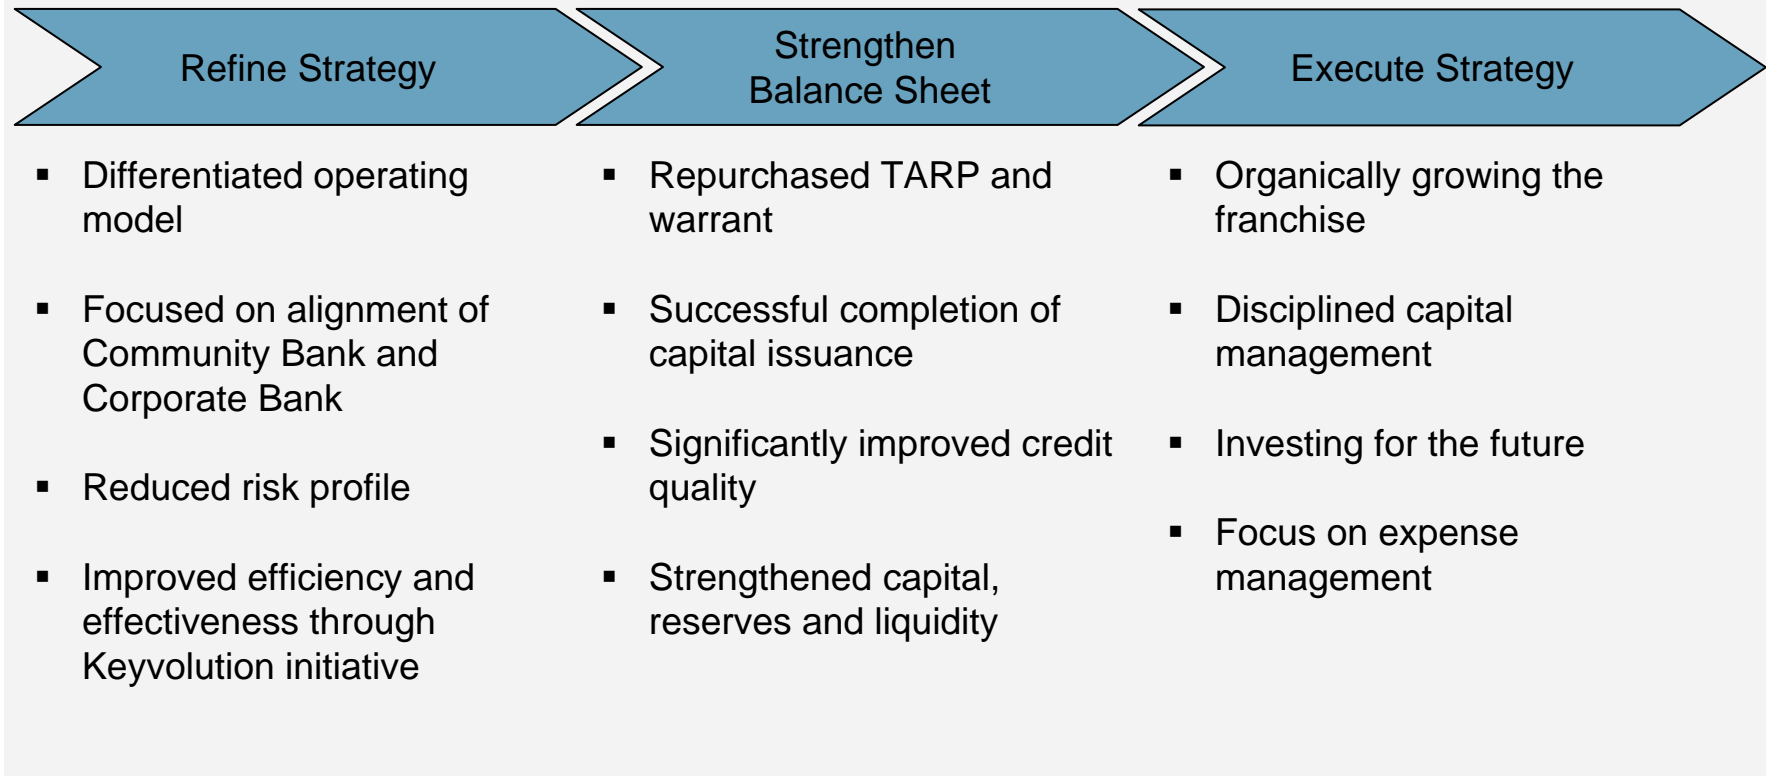 Refine Strategy
Strengthen
Balance Sheet
Execute Strategy
▪ Differentiated operating
model
▪ Focused on alignment of
Community Bank and
Corporate Bank
▪ Reduced risk profile
▪ Improved efficiency and
effectiveness through
Keyvolution initiative
▪ Repurchased TARP and
warrant
▪ Successful completion of
capital issuance
▪ Significantly improved credit
quality
▪ Strengthened capital,
reserves and liquidity
▪ Organically growing the
franchise
▪ Disciplined capital
management
▪ Investing for the future
▪ Focus on expense
management